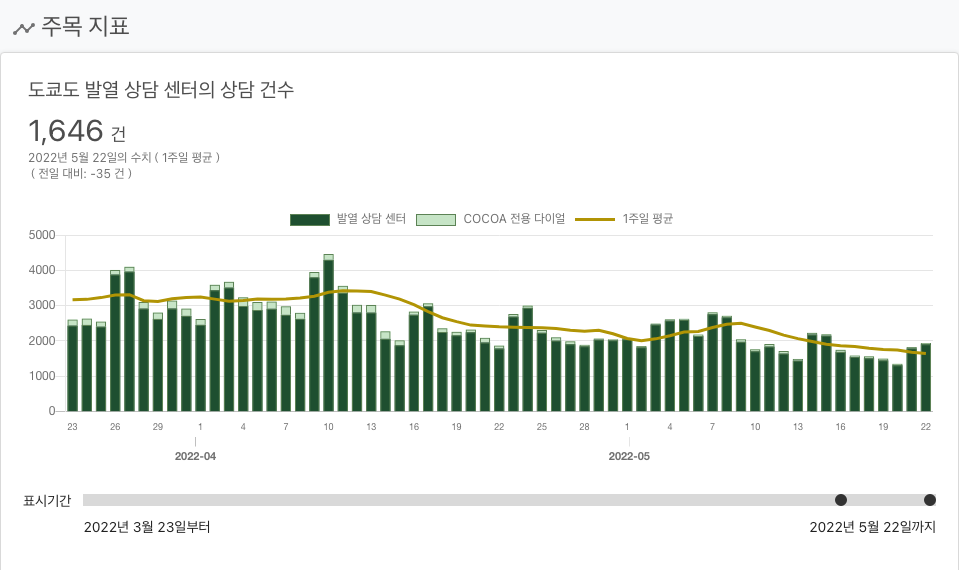 주목 지표
도쿄도 발열 상담 센터의 상담 건수
1,646 건
2022년 5월 22일의 수치 ( 1주일 평균 )
( 전일 대비: -35 건 )
발열 상담 센터 COCOA 전용 다이얼 1주일 평균
5000
4000
3000
2000
1000
0
23 26 29 1 4 7 10 13 16 19 22 25 28 1 4 7 10 13 16 19 22
2022-04 2022-05
표시기간
2022년 3월 23일부터 2022년 5월 22일까지